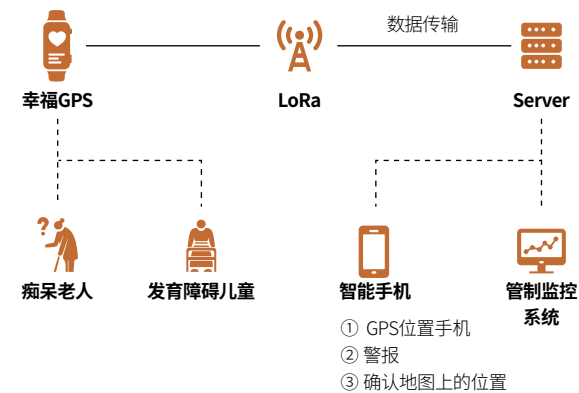 数据传输
幸福GPS
LoRa
Server
?
痴呆老人
发育障碍儿童
智能手机
管制监控
系统
① GPS位置手机
② 警报
③ 确认地图上的位置